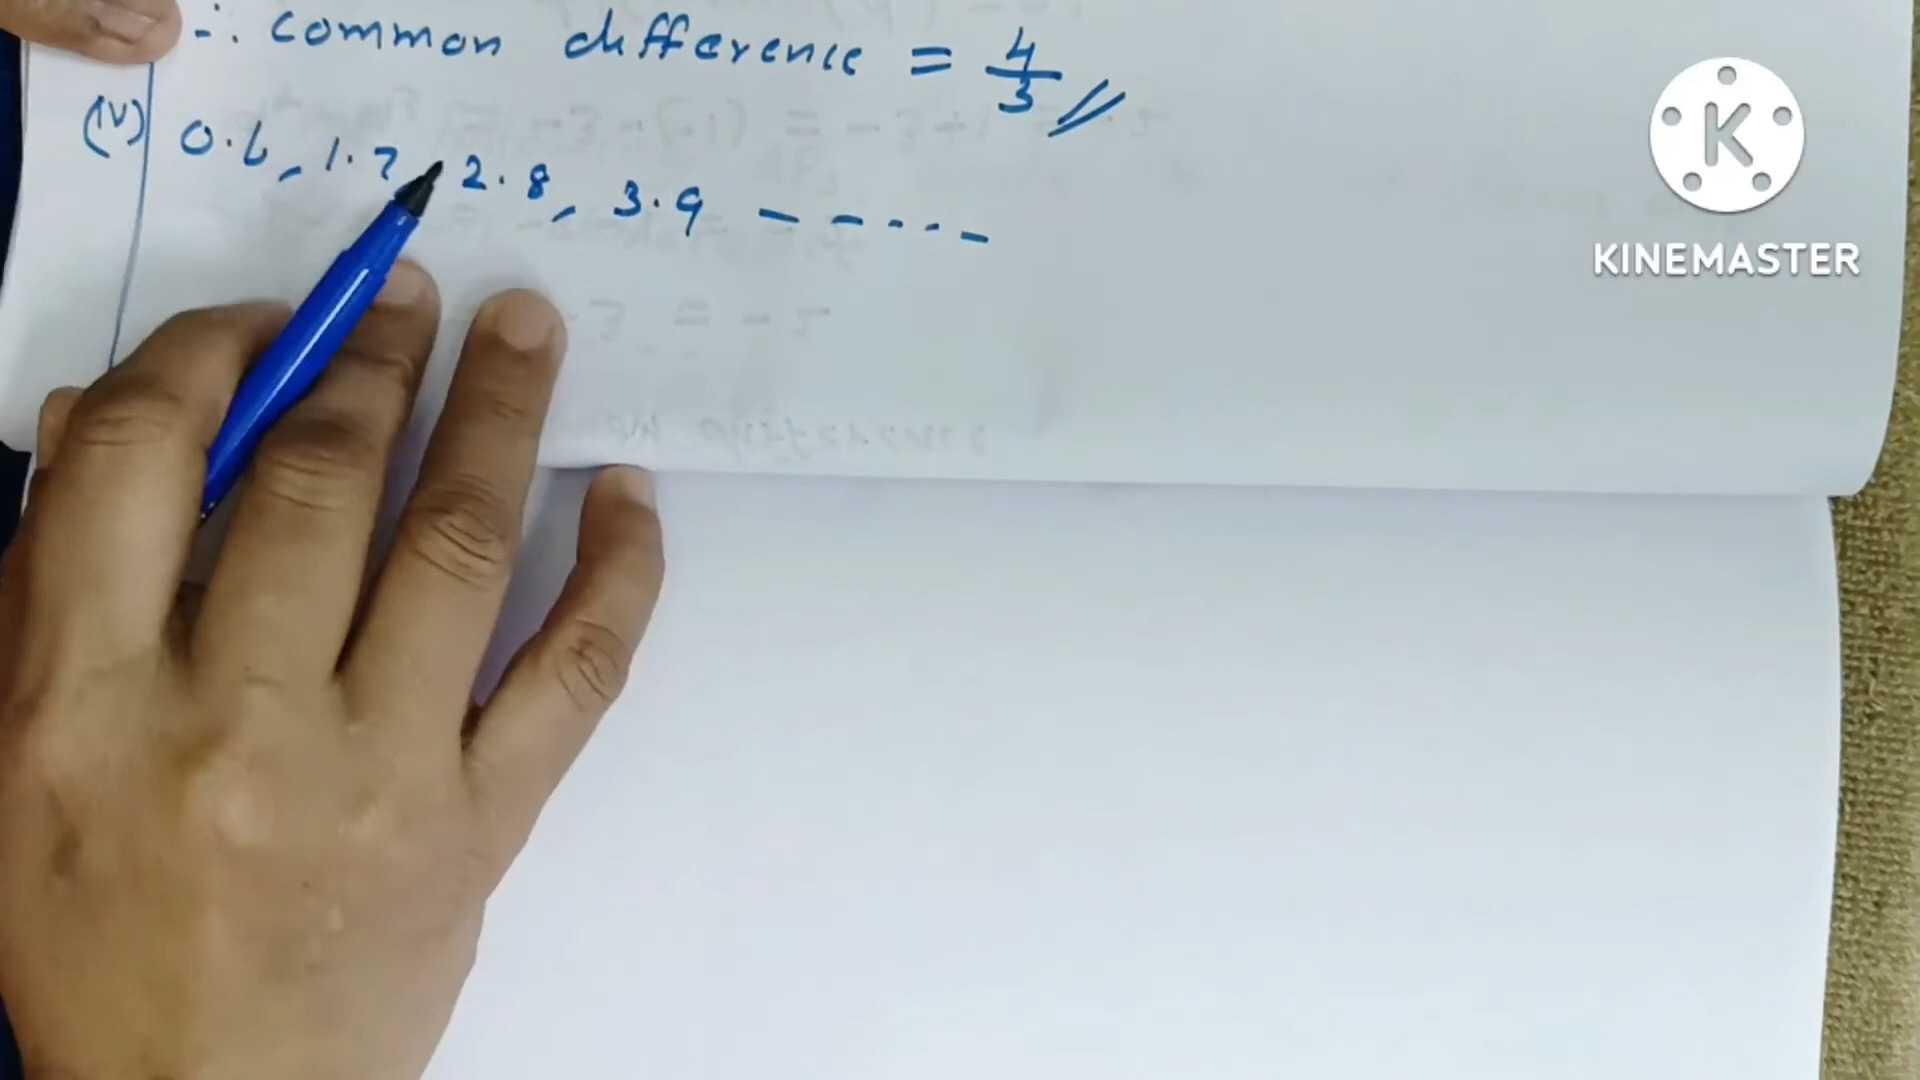 ∴ common difference = 4/3 //
(iv) 0.6, 1.7, 2.8, 3.9 - - - - -
KINEMASTER